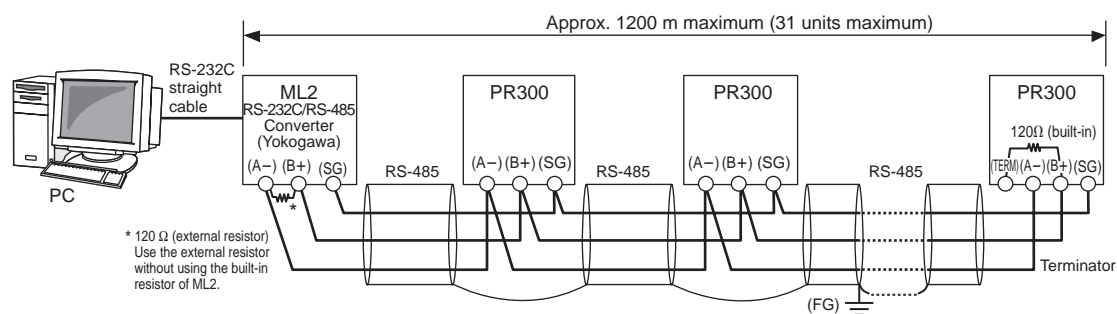 Approx. 1200 m maximum (31 units maximum)
RS-232C
straight
cable
PC
ML2
RS-232C/RS-485
Converter
(Yokogawa)
(A−) (B+) (SG)
*
* 120 Ω (external resistor)
Use the external resistor
without using the built-in
resistor of ML2.
RS-485
PR300
(A−) (B+) (SG)
RS-485
PR300
(A−) (B+) (SG)
RS-485
PR300
120Ω (built-in)
(TERM) (A−) (B+) (SG)
Terminator
(FG)